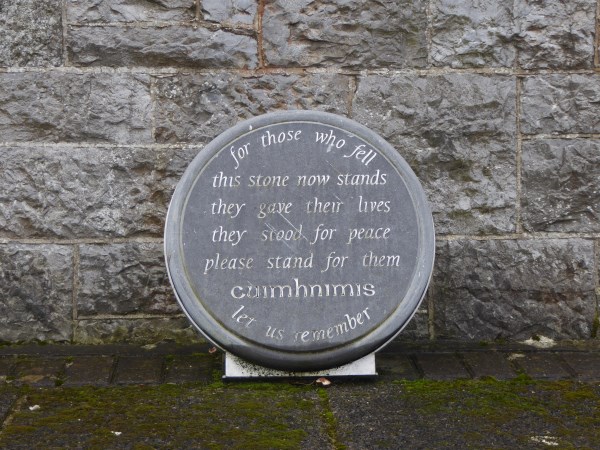 for those who fell
this stone now stands
they gave their lives
they stood for peace
please stand for them
cuimhnimis
let us remember